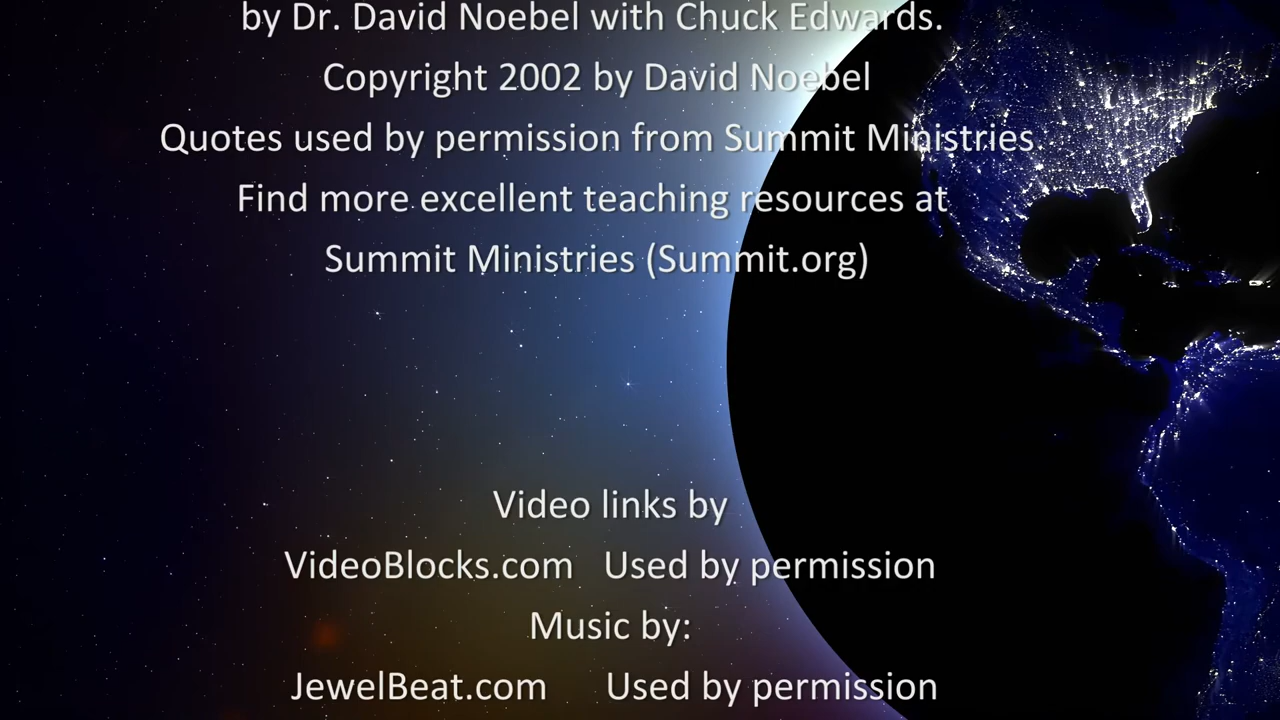 by Dr. David Noebel with Chuck Edwards.
Copyright 2002 by David Noebel
Quotes used by permission from Summit Ministries.
Find more excellent teaching resources at
Summit Ministries (Summit.org)
Video links by
VideoBlocks.com Used by permission
Music by:
JewelBeat.com Used by permission